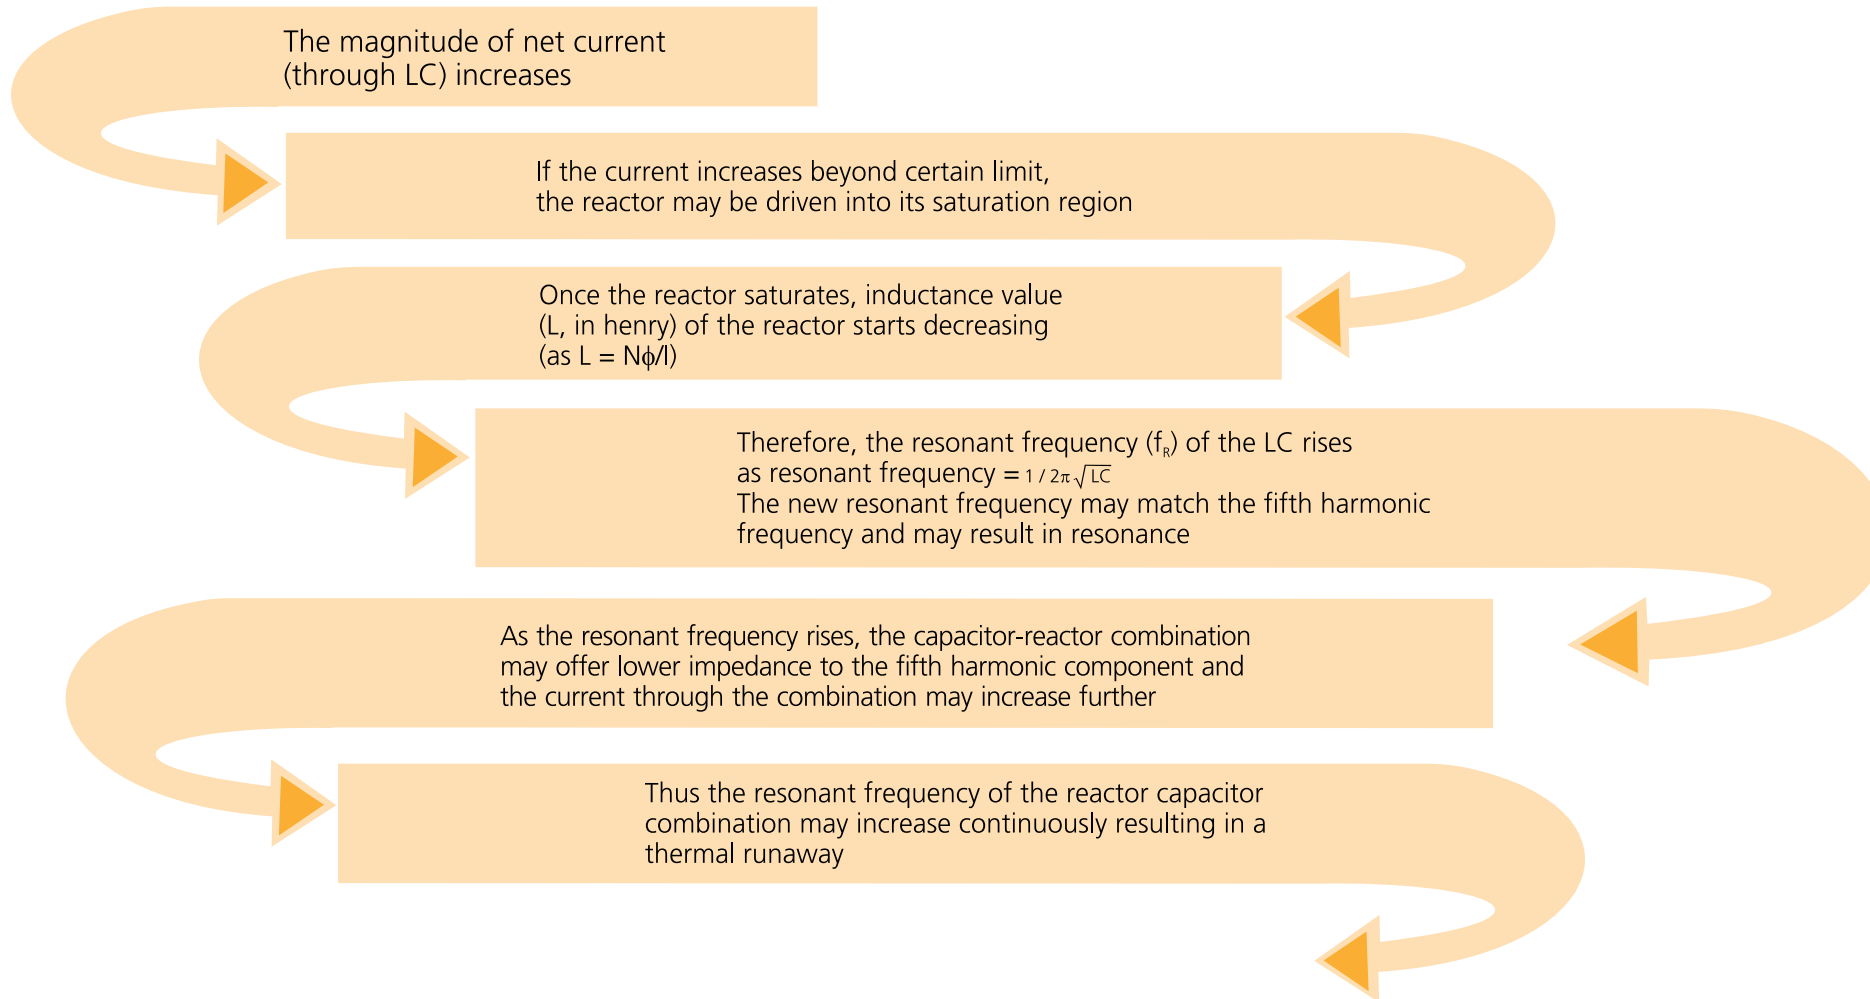 The magnitude of net current
(through LC) increases
If the current increases beyond certain limit,
the reactor may be driven into its saturation region
Once the reactor saturates, inductance value
(L, in henry) of the reactor starts decreasing
(as L = Nϕ/I)
Therefore, the resonant frequency (fR) of the LC rises
as resonant frequency = 1 / 2π√LC
The new resonant frequency may match the fifth harmonic
frequency and may result in resonance
As the resonant frequency rises, the capacitor-reactor combination
may offer lower impedance to the fifth harmonic component and
the current through the combination may increase further
Thus the resonant frequency of the reactor capacitor
combination may increase continuously resulting in a
thermal runaway